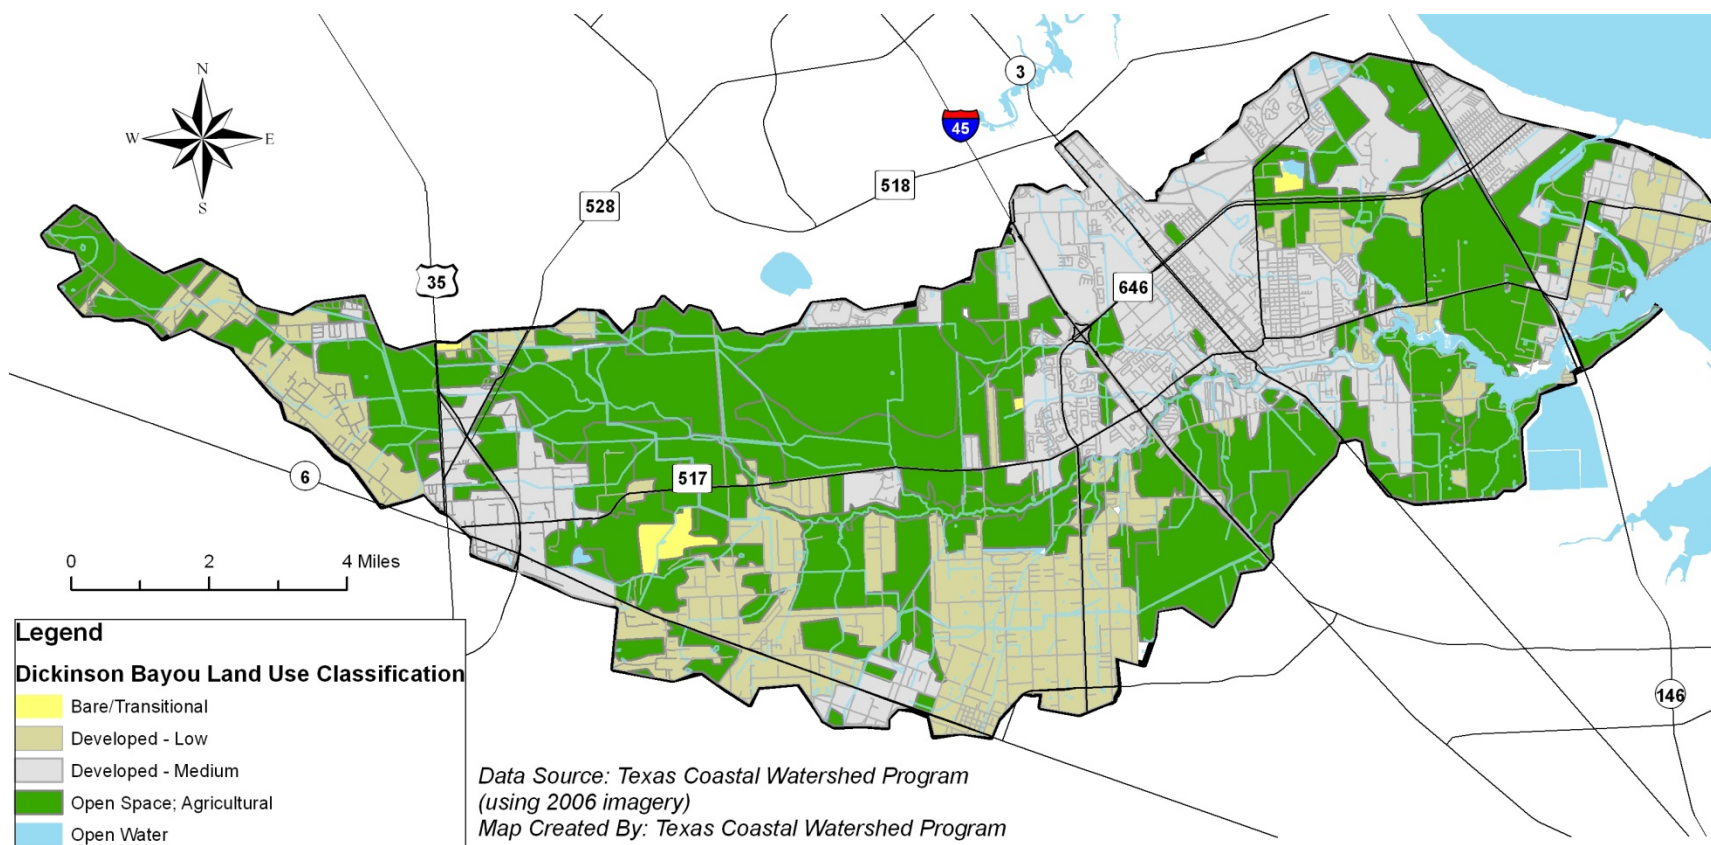 N
W
E
S
3
45
518
528
35
646
6
517
146
0
2
4 Miles
Legend
Dickinson Bayou Land Use Classification
Bare/Transitional
Developed - Low
Developed - Medium
Open Space; Agricultural
Open Water
Data Source: Texas Coastal Watershed Program
(using 2006 imagery)
Map Created By: Texas Coastal Watershed Program